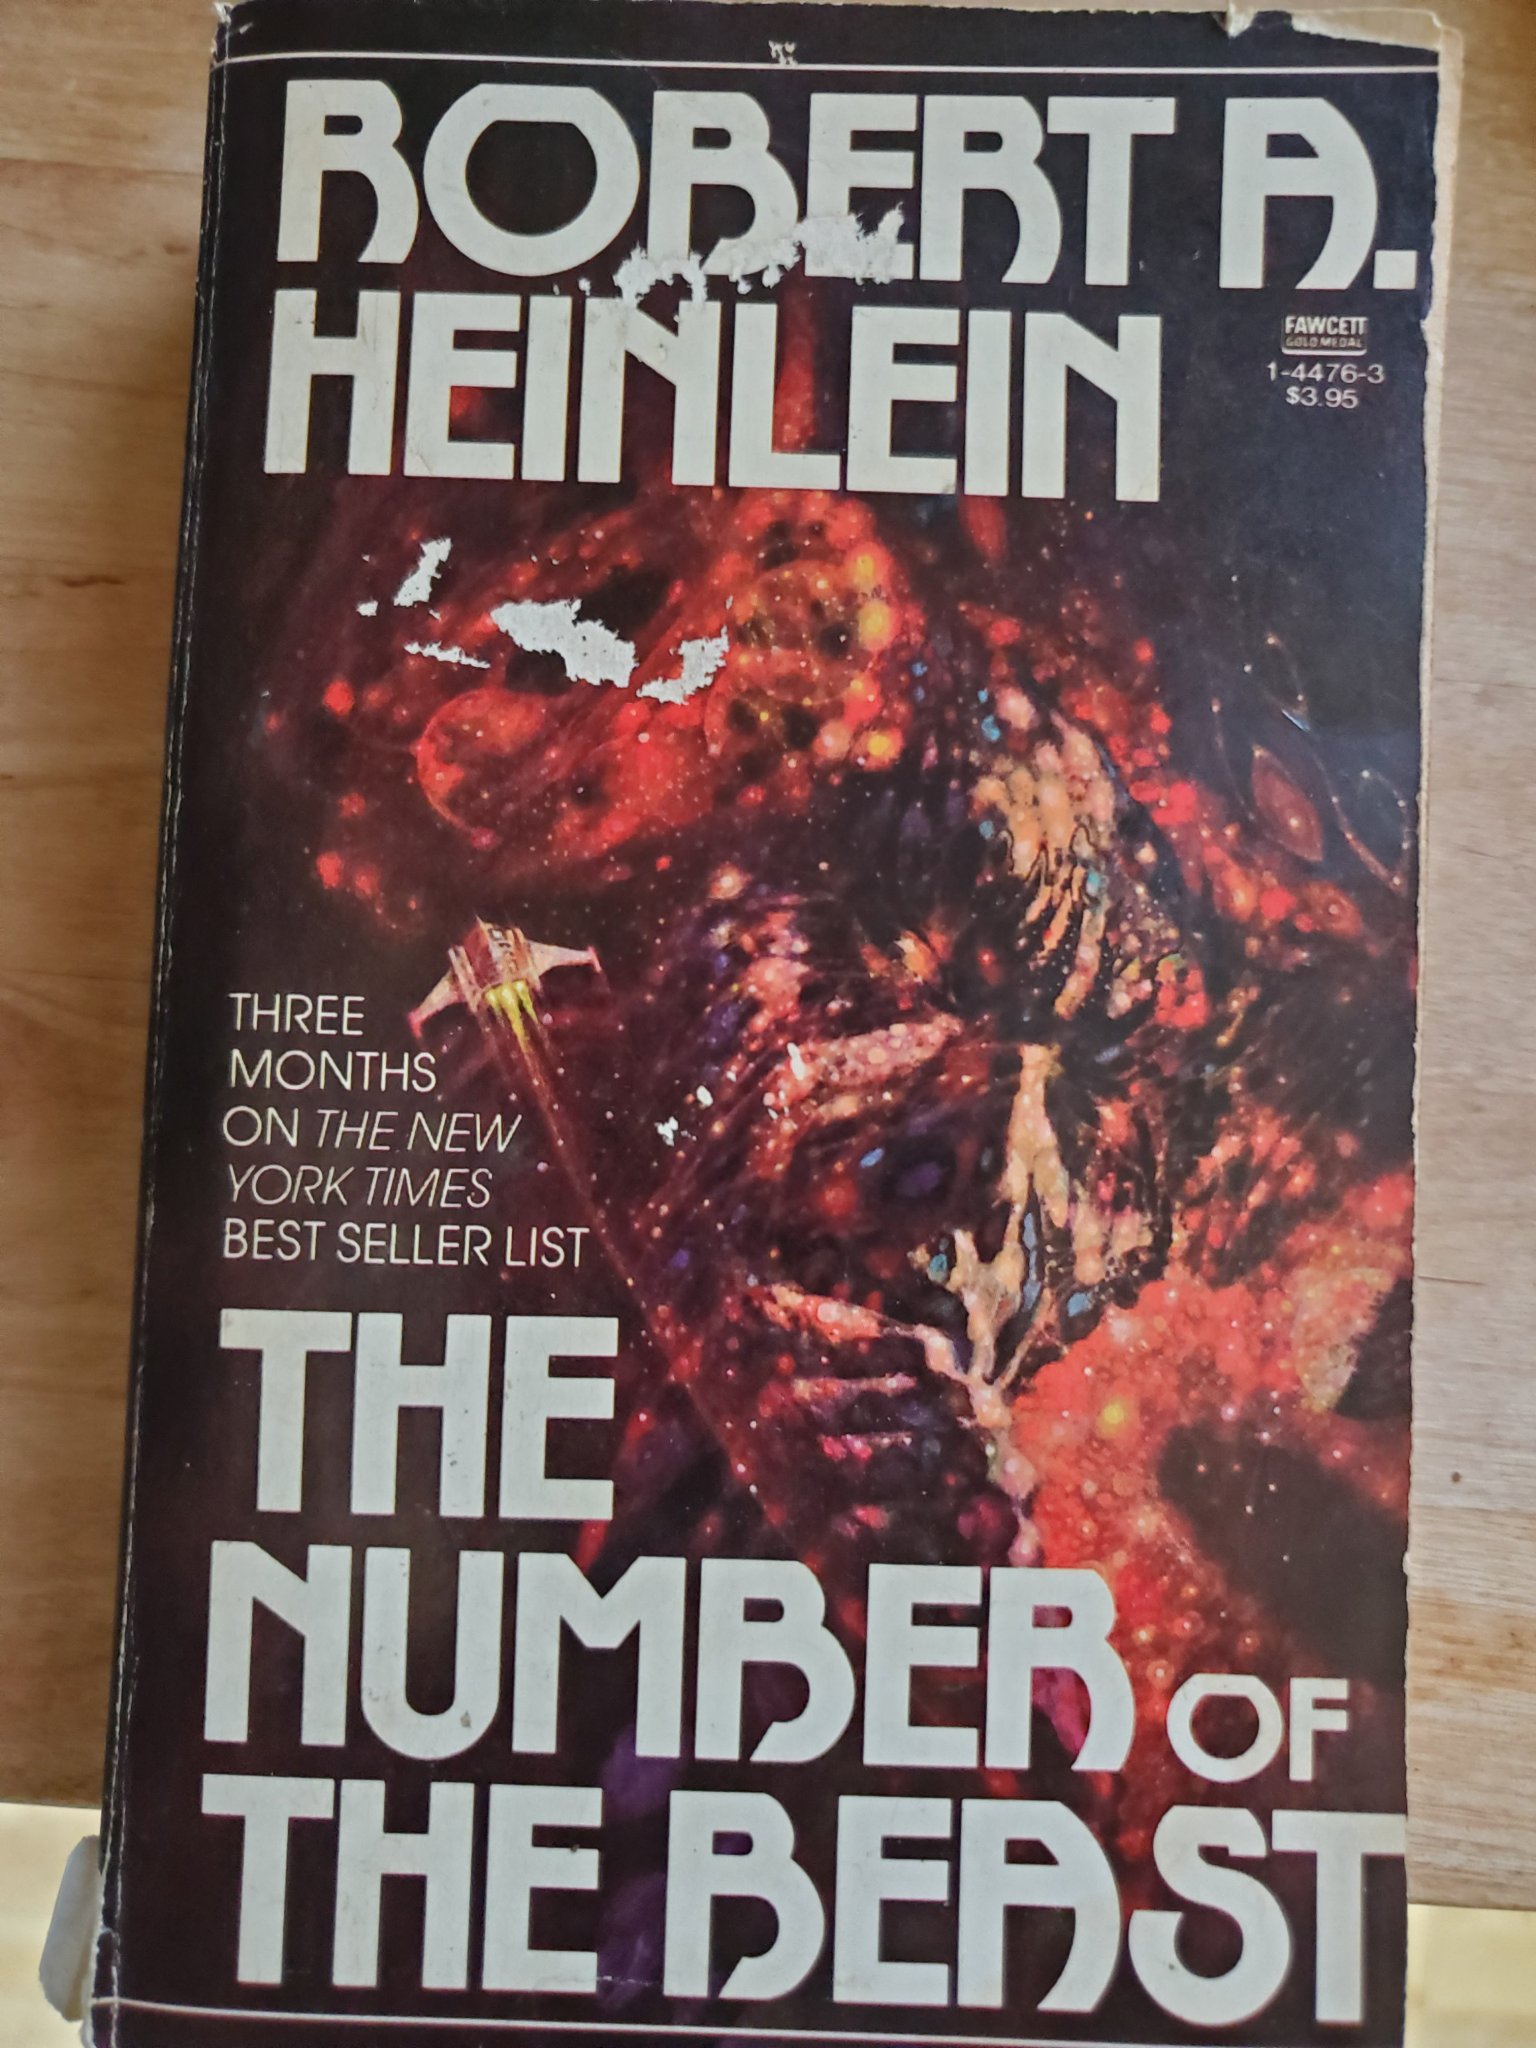 ROBERT A.
HEINLEIN
FAWCETT
GOLD MEDAL
1-4476-3
$3.95
THREE
MONTHS
ON THE NEW
YORK TIMES
BEST SELLER LIST
THE
NUMBER OF
THE BEAST